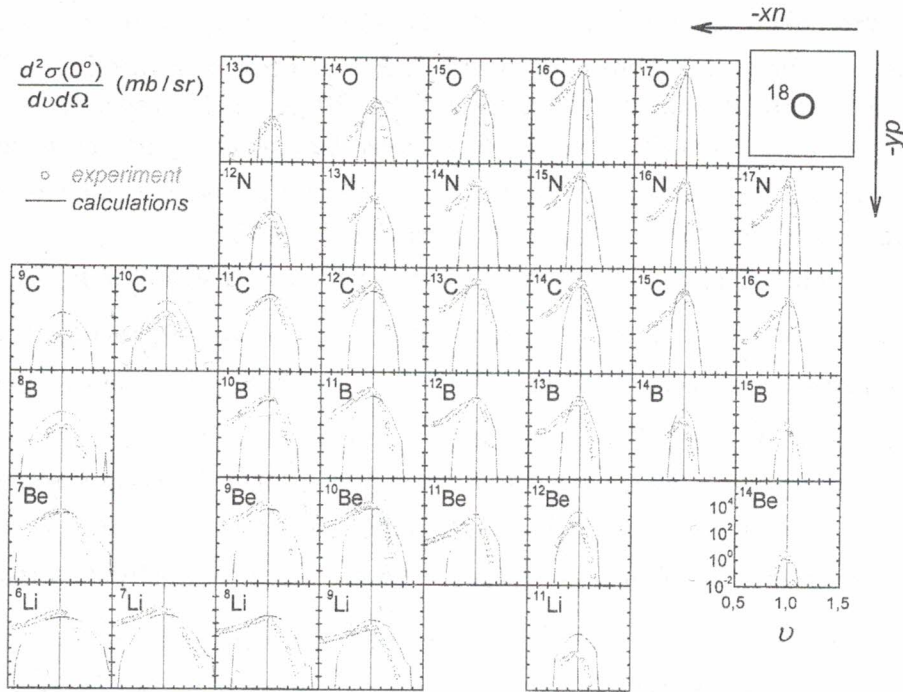 -xn
d²σ(0°)
dυdΩ
(mb/sr)
¹³O ¹⁴O ¹⁵O ¹⁶O ¹⁷O ¹⁸O
-yp
experiment
calculations
¹²N ¹³N ¹⁴N ¹⁵N ¹⁶N ¹⁷N
⁹C ¹⁰C ¹¹C ¹²C ¹³C ¹⁴C ¹⁵C ¹⁶C
⁸B ¹⁰B ¹¹B ¹²B ¹³B ¹⁴B ¹⁵B
⁷Be ⁹Be ¹⁰Be ¹¹Be ¹²Be ¹⁴Be
10⁴
10²
10⁰
10⁻²
0,5 1,0 1,5
υ
⁶Li ⁷Li ⁸Li ⁹Li ¹¹Li